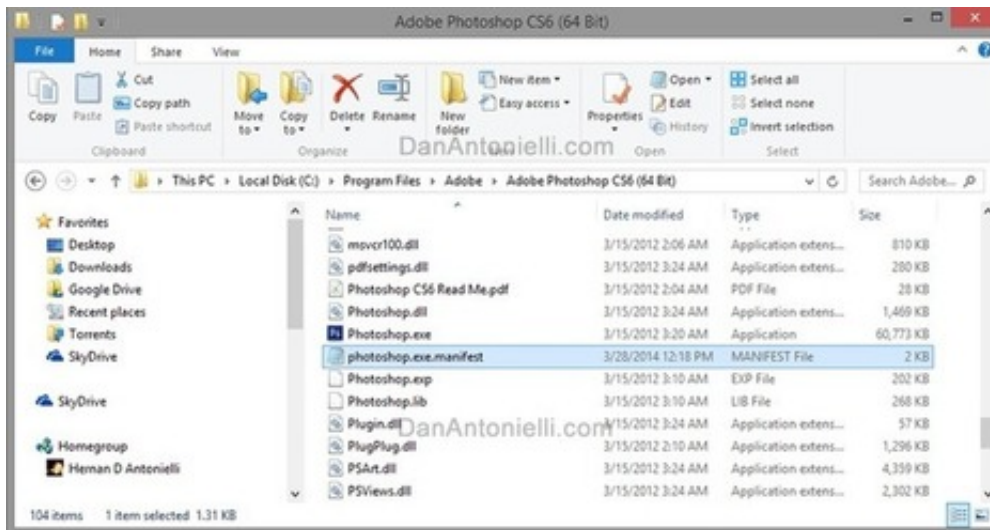 Adobe Photoshop CS6 (64 Bit)
File Home Share View
Copy
Paste
Cut
Copy path
Paste shortcut
Clipboard
Move to
Copy to
Delete
Rename
Organize
New folder
New item
Easy access
Properties
Open
Edit
History
Open
Select all
Select none
Invert selection
Select
DanAntonielli.com
This PC Local Disk (C:) Program Files Adobe Adobe Photoshop CS6 (64 Bit)
Search Adobe...
Favorites
Desktop
Downloads
Google Drive
Recent places
Torrents
SkyDrive
SkyDrive
Homegroup
Hernan D Antonielli
Name Date modified Type Size
msvcr100.dll 3/15/2012 2:06 AM Application extens... 810 KB
pdfsettings.dll 3/15/2012 3:24 AM Application extens... 280 KB
Photoshop CS6 Read Me.pdf 3/15/2012 2:04 AM PDF File 28 KB
Photoshop.dll 3/15/2012 3:24 AM Application extens... 1,469 KB
Photoshop.exe 3/15/2012 3:20 AM Application 60,773 KB
photoshop.exe.manifest 3/28/2014 12:18 PM MANIFEST File 2 KB
Photoshop.exp 3/15/2012 3:10 AM EXP File 202 KB
Photoshop.lib 3/15/2012 3:10 AM LIB File 268 KB
Plugin.dll 3/15/2012 3:24 AM Application extens... 57 KB
DanAntonielli.com
PlugPlug.dll 3/15/2012 2:10 AM Application extens... 1,296 KB
PSArt.dll 3/15/2012 3:24 AM Application extens... 4,359 KB
PSViews.dll 3/15/2012 3:24 AM Application extens... 2,302 KB
104 items 1 item selected 1.31 KB